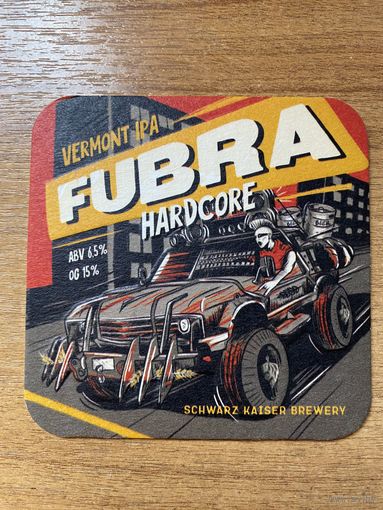 VERMONT IPA
FUBRA
HARDCORE
ABV 6.5%
OG 15%
SCHWARZ KAISER BREWERY